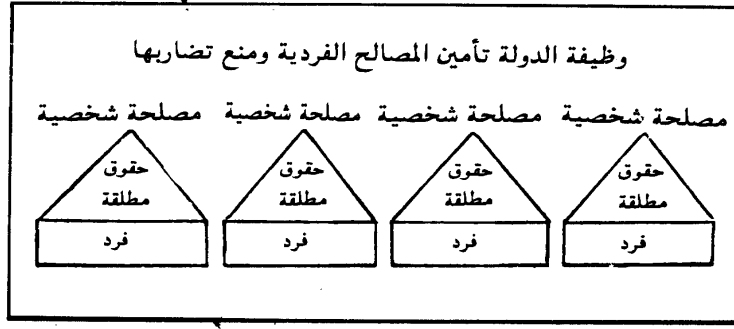 وظيفة الدولة تأمين المصالح الفردية ومنع تضاربها
مصلحة شخصية مصلحة شخصية مصلحة شخصية مصلحة شخصية
حقوق حقوق حقوق حقوق
مطلقة مطلقة مطلقة مطلقة
فرد فرد فرد فرد